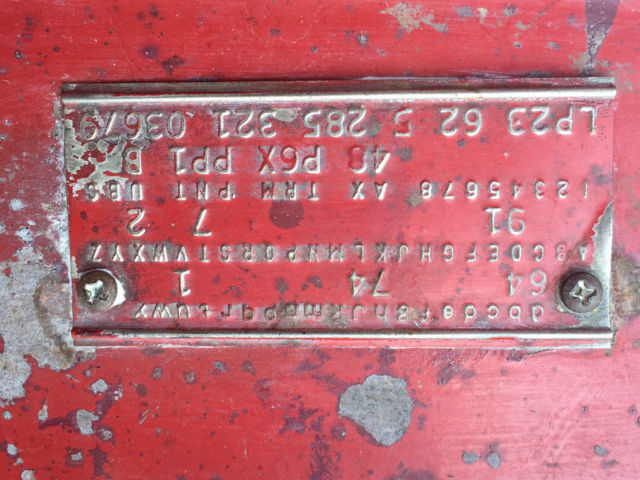 abcdefghJkmnpqrtuwx
64 74 1
ABCDEFGHJKLMNPQRSTVWXYZ
91 7 2
12345678 AX TRM PNT UBS
48 P6X PP1 B
LP23 62 5 285 321 03679